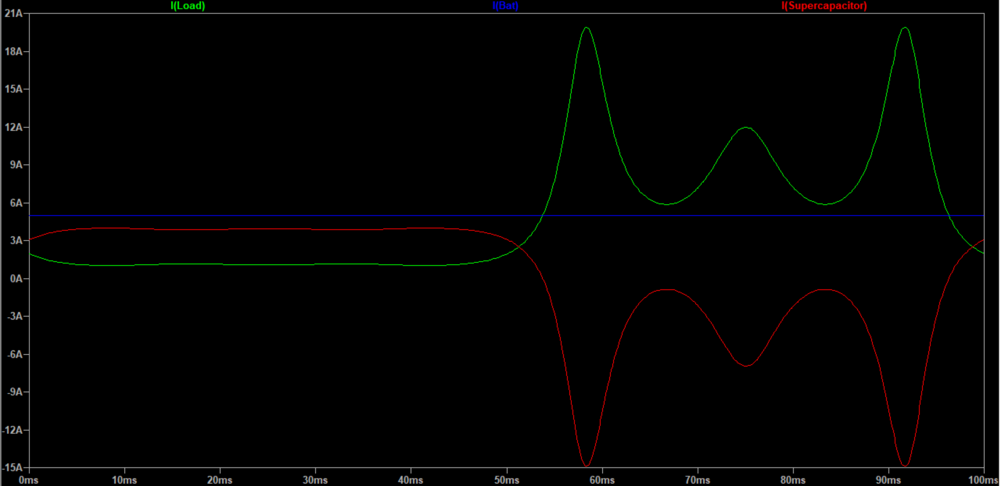 I(Load) I(Bat) I(Supercapacitor)
21A
18A
15A
12A
9A
6A
3A
0A
-3A
-6A
-9A
-12A
-15A
0ms 10ms 20ms 30ms 40ms 50ms 60ms 70ms 80ms 90ms 100ms